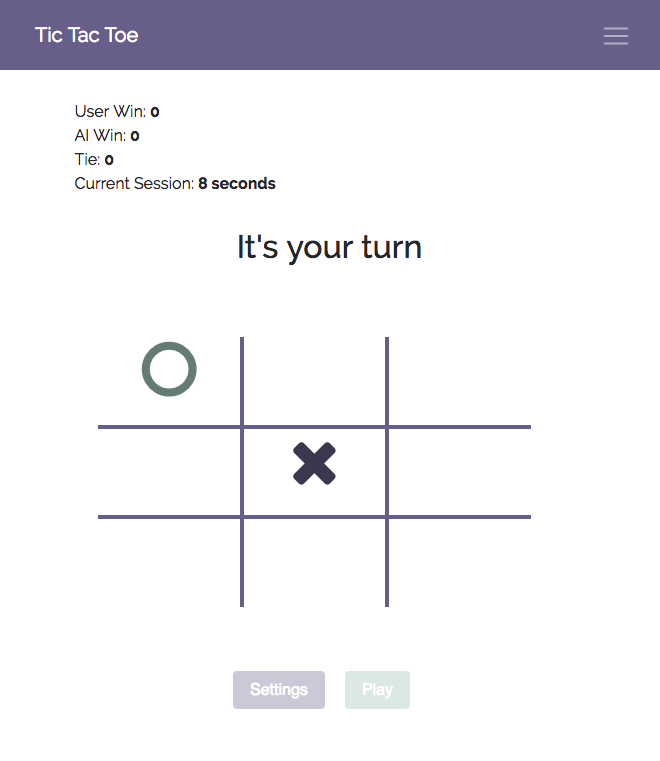 Tic Tac Toe
User Win: 0
AI Win: 0
Tie: 0
Current Session: 8 seconds
It's your turn
Settings
Play